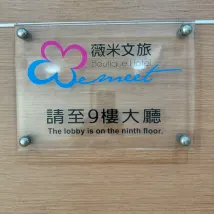 薇米文旅
Boutique Hotel
Wemeet
請至9樓大廳
The lobby is on the ninth floor.